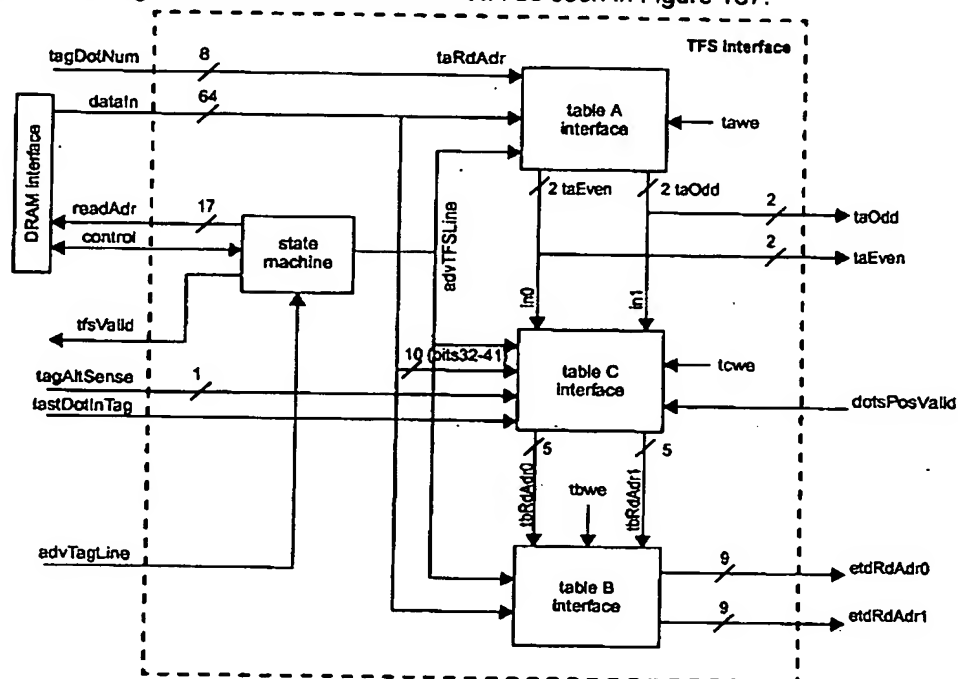 TFS Interface
tagDotNum
8
taRdAdr
dataIn
64
table A
interface
tawe
DRAM Interface
2 taEven
2 taOdd
readAdr
17
2
taOdd
control
state
machine
advTFSLine
2
taEven
in0
in1
tfsValid
10 (bits32-41)
table C
interface
tcwe
tagAltSense
1
lastDotInTag
dotsPosValid
5
5
tbRdAdr0
tbwe
tbRdAdr1
advTagLine
table B
interface
9
etdRdAdr0
9
etdRdAdr1